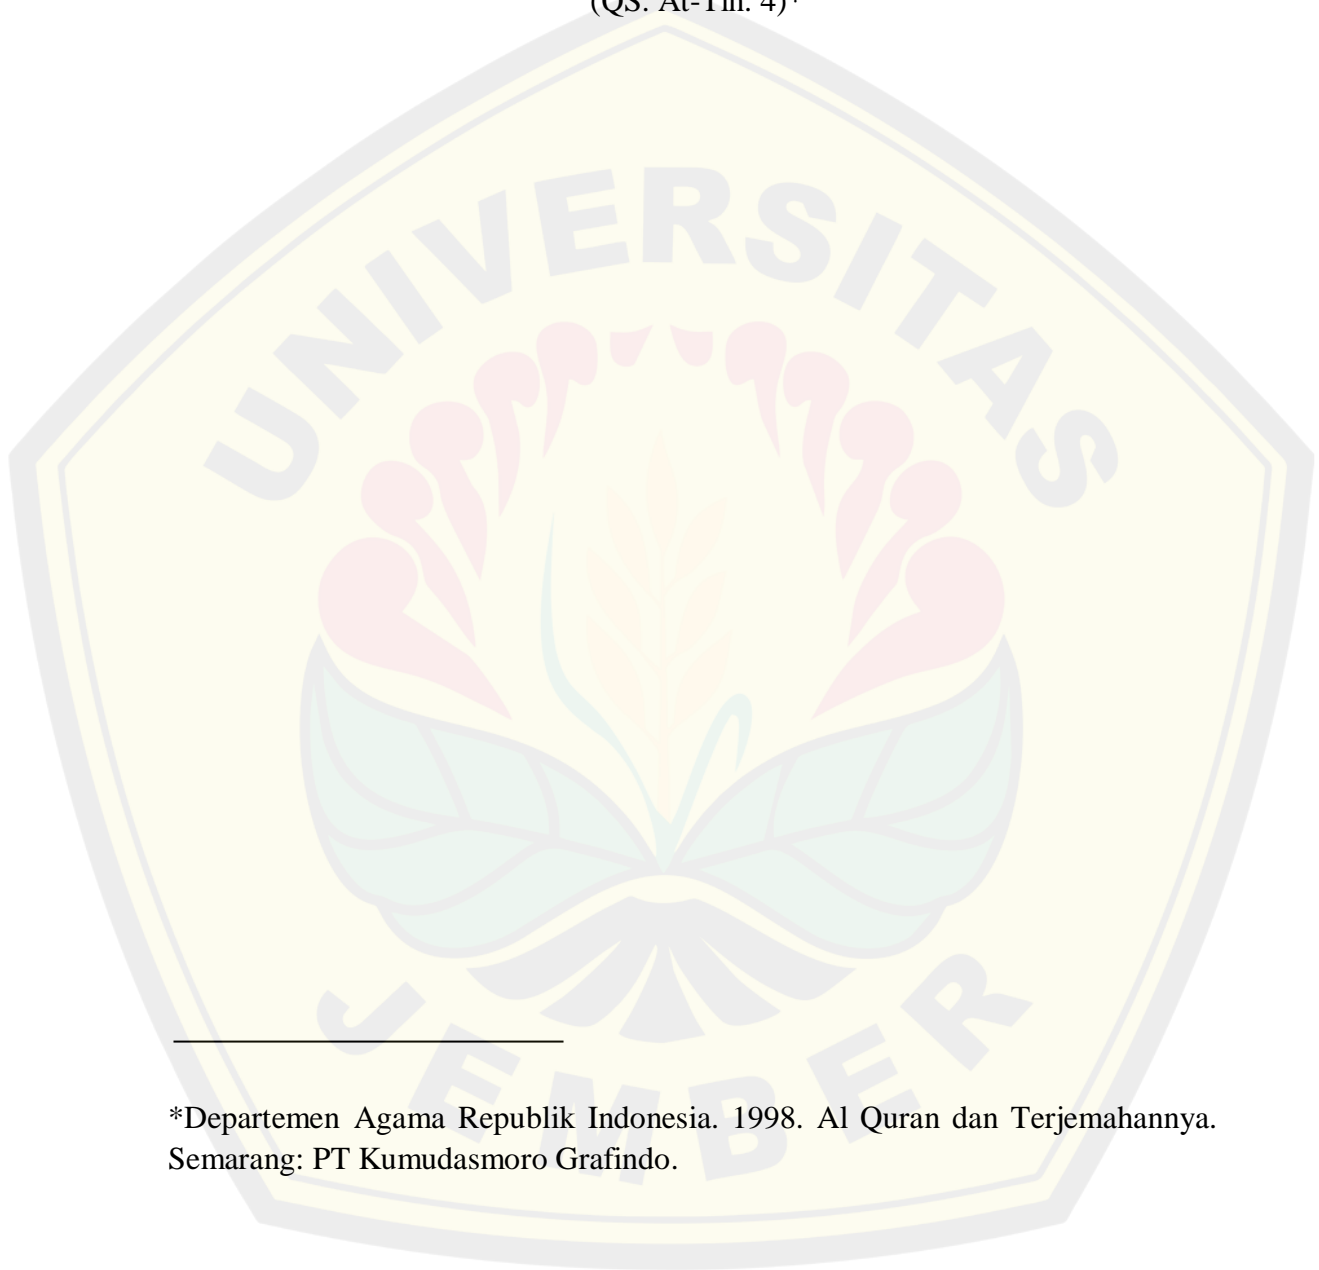 (QS. At-Tin: 4)*
UNIVERSITAS
JEMBER
*Departemen Agama Republik Indonesia. 1998. Al Quran dan Terjemahannya.
Semarang: PT Kumudasmoro Grafindo.